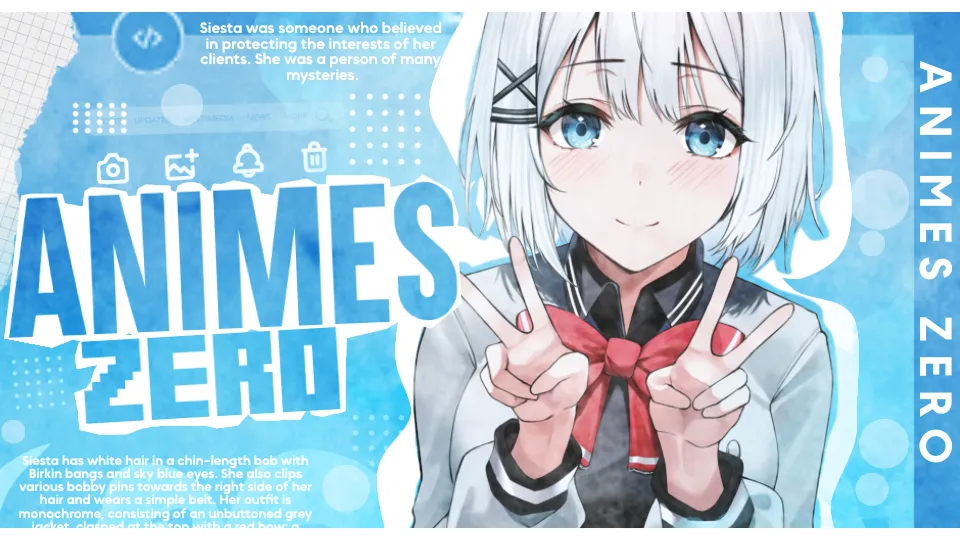 Siesta was someone who believed
in protecting the interests of her
clients. She was a person of many
mysteries.
</>
NEWS
ANIMES
ZERO
Siesta has white hair in a chin-length bob with
Birkin bangs and sky blue eyes. She also clips
various bobby pins towards the right side of her
hair and wears a simple belt. Her outfit is
monochrome, consisting of an unbuttoned grey
jacket, clasped at the top with a red bow; a
ANIMES ZERO